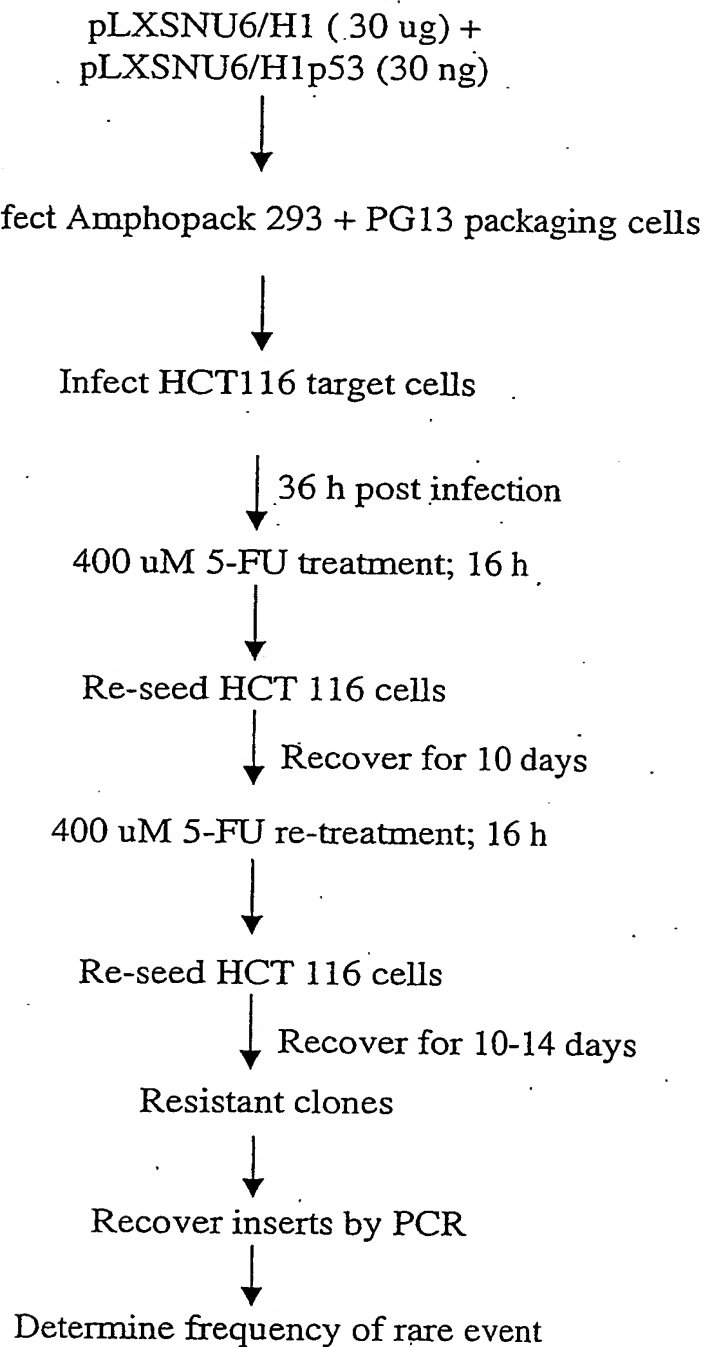 pLXSNU6/H1 ( 30 ug) +
pLXSNU6/H1p53 (30 ng)
fect Amphopack 293 + PG13 packaging cells
Infect HCT116 target cells
36 h post infection
400 uM 5-FU treatment; 16 h
Re-seed HCT 116 cells
Recover for 10 days
400 uM 5-FU re-treatment; 16 h
Re-seed HCT 116 cells
Recover for 10-14 days
Resistant clones
Recover inserts by PCR
Determine frequency of rare event